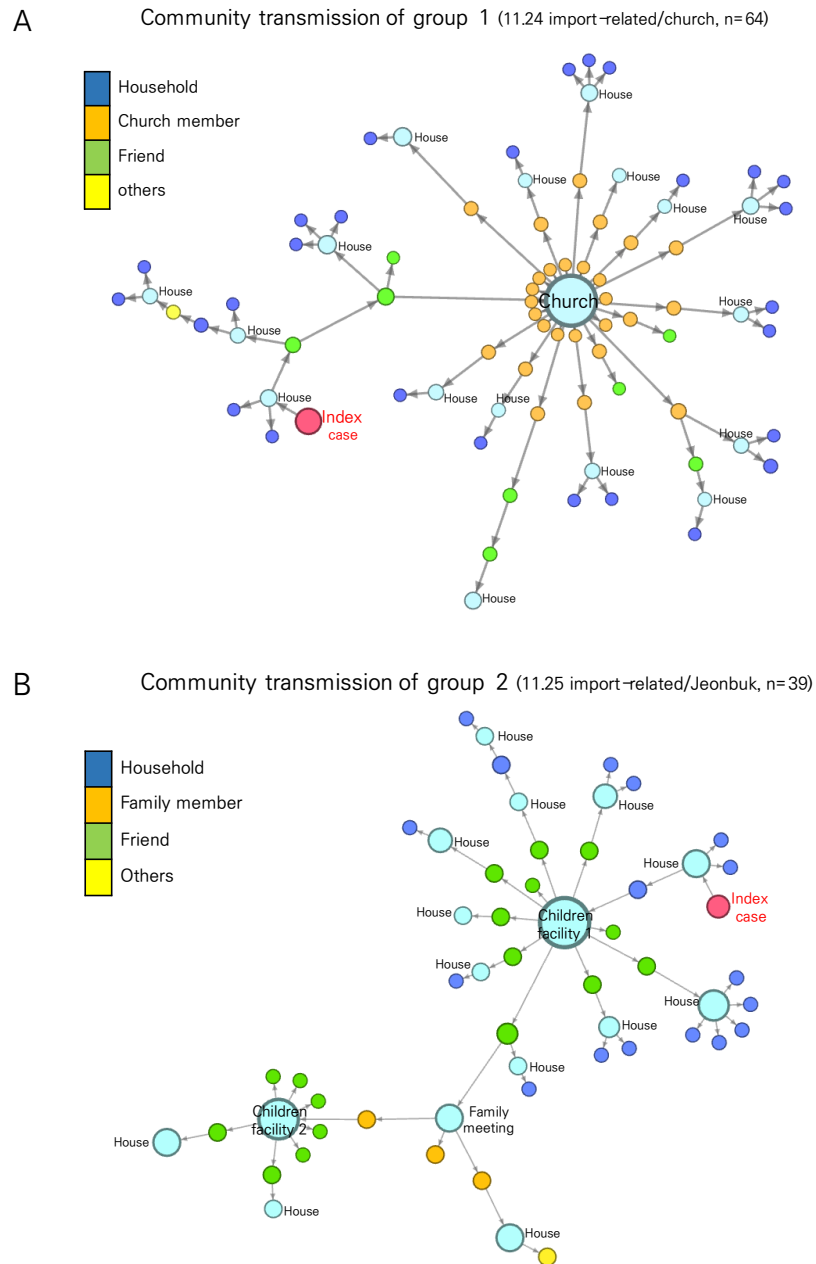 A
Community transmission of group 1 (11.24 import-related/church, n=64)
Household
Church member
Friend
others
House
House
House
House
House
House
House
House
Church
House
House
House
Index
case
House
House
House
House
House
House
B
Community transmission of group 2 (11.25 import-related/Jeonbuk, n=39)
Household
Family member
Friend
Others
House
House
House
House
House
Index
case
House
Children
facility 1
House
House
House
House
Children
facility 2
Family
meeting
House
House
House